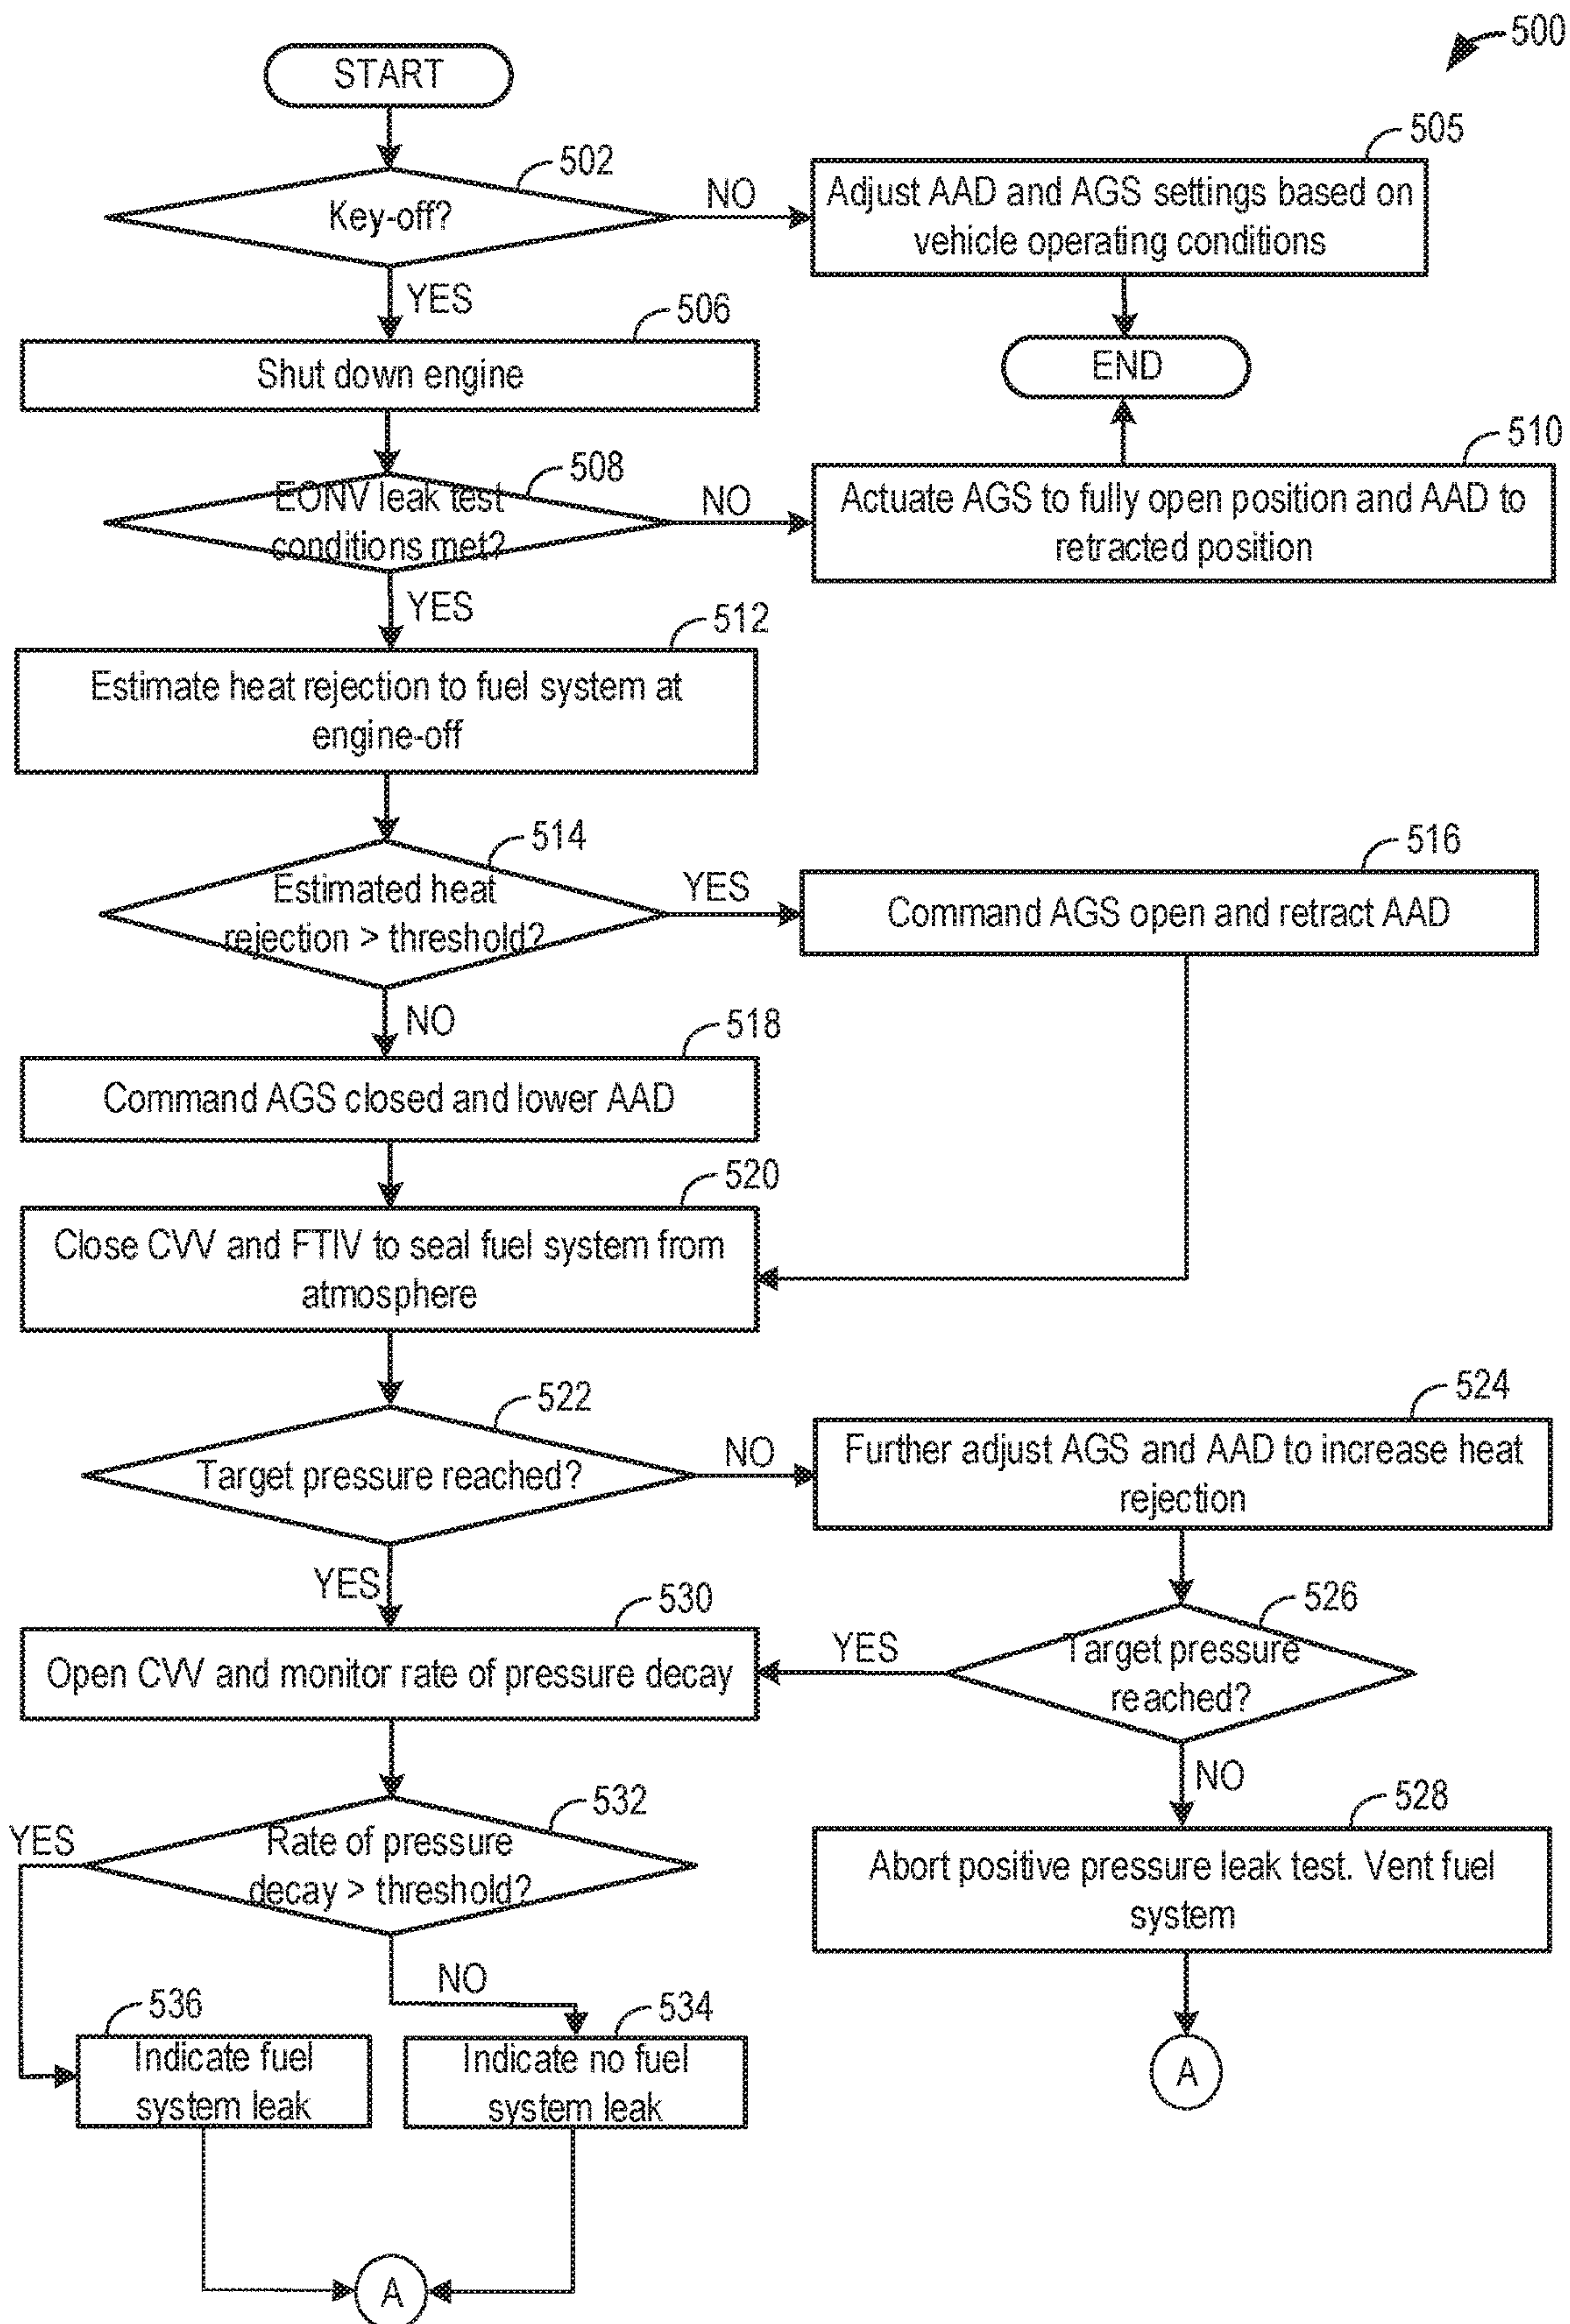 500
START
502
Key-off?
NO
505
Adjust AAD and AGS settings based on
vehicle operating conditions
YES
END
506
Shut down engine
508
EONV leak test
conditions met?
NO
510
Actuate AGS to fully open position and AAD to
retracted position
YES
512
Estimate heat rejection to fuel system at
engine-off
514
Estimated heat
rejection > threshold?
YES
516
Command AGS open and retract AAD
NO
518
Command AGS closed and lower AAD
520
Close CVV and FTIV to seal fuel system from
atmosphere
522
Target pressure reached?
NO
524
Further adjust AGS and AAD to increase heat
rejection
YES
526
Target pressure
reached?
YES
530
Open CVV and monitor rate of pressure decay
NO
528
Abort positive pressure leak test. Vent fuel
system
A
532
Rate of pressure
decay > threshold?
YES
NO
536
Indicate fuel
system leak
534
Indicate no fuel
system leak
A